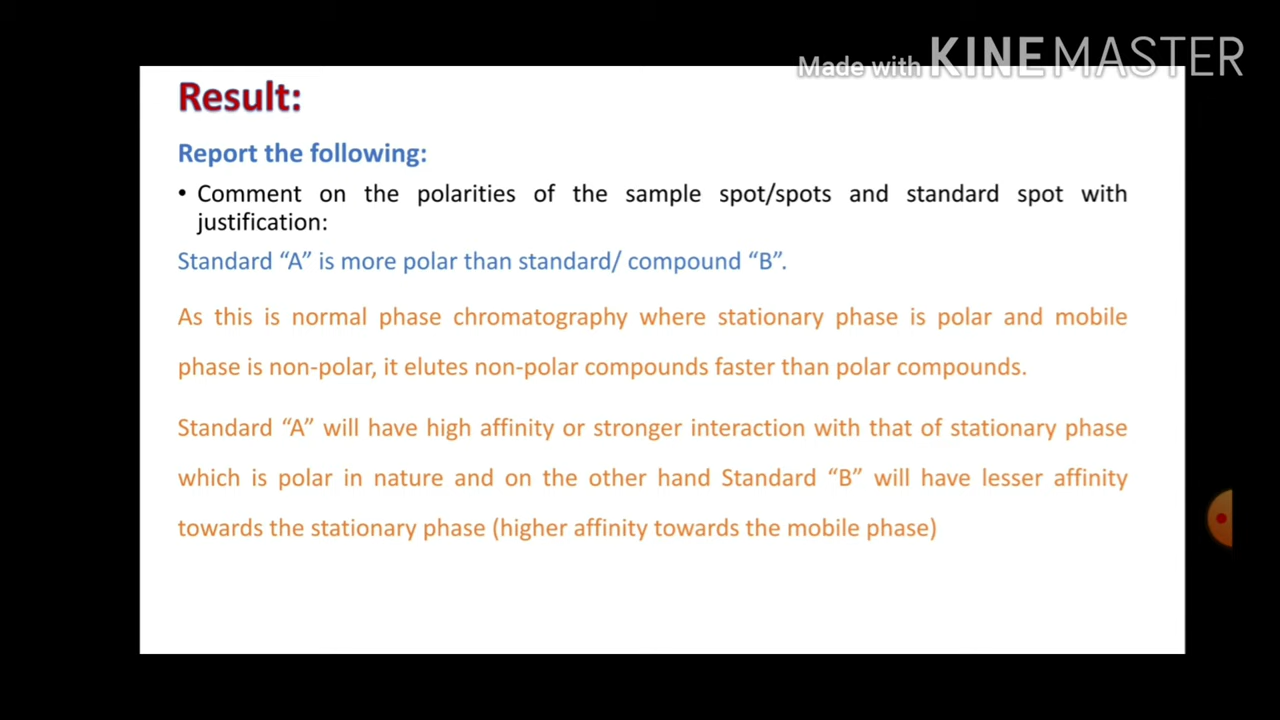 Made with KINEMASTER
Result:
Report the following:
• Comment on the polarities of the sample spot/spots and standard spot with
justification:
Standard “A” is more polar than standard/ compound “B”.
As this is normal phase chromatography where stationary phase is polar and mobile
phase is non-polar, it elutes non-polar compounds faster than polar compounds.
Standard “A” will have high affinity or stronger interaction with that of stationary phase
which is polar in nature and on the other hand Standard “B” will have lesser affinity
towards the stationary phase (higher affinity towards the mobile phase)